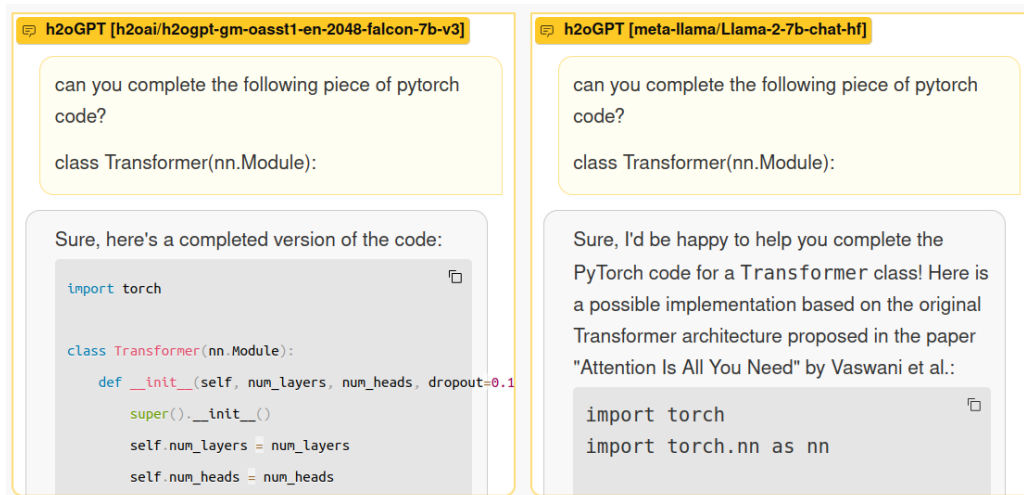 h2oGPT [h2oai/h2ogpt-gm-oasst1-en-2048-falcon-7b-v3]
can you complete the following piece of pytorch
code?
class Transformer(nn.Module):
Sure, here's a completed version of the code:
import torch
class Transformer(nn.Module):
def __init__(self, num_layers, num_heads, dropout=0.1
super().__init__()
self.num_layers = num_layers
self.num_heads = num_heads
h2oGPT [meta-llama/Llama-2-7b-chat-hf]
can you complete the following piece of pytorch
code?
class Transformer(nn.Module):
Sure, I'd be happy to help you complete the
PyTorch code for a Transformer class! Here is
a possible implementation based on the original
Transformer architecture proposed in the paper
"Attention Is All You Need" by Vaswani et al.:
import torch
import torch.nn as nn